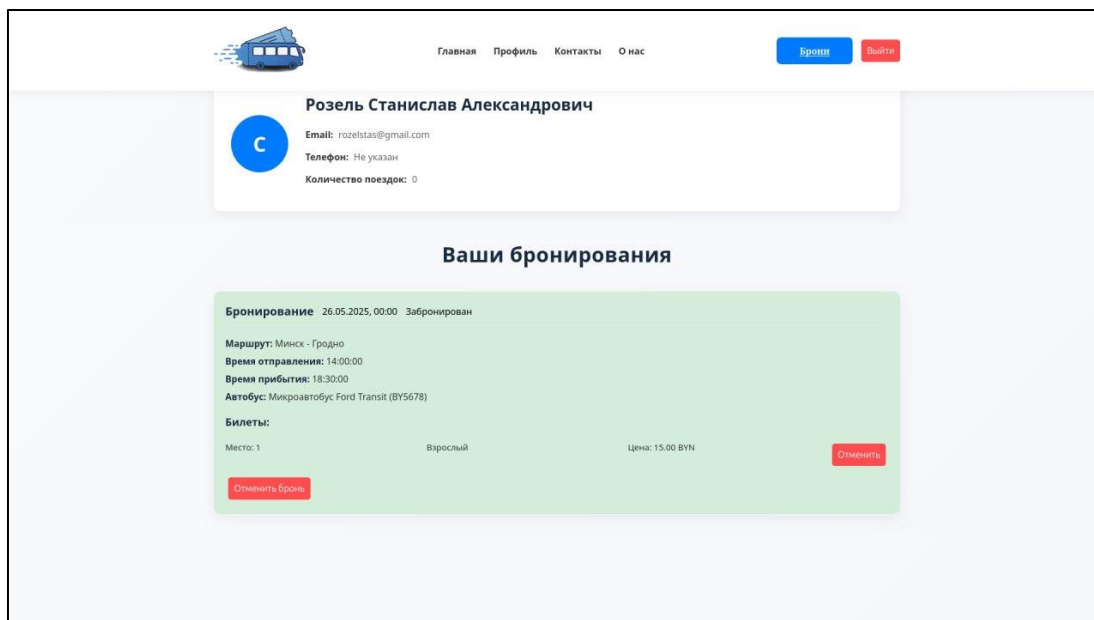 Главная Профиль Контакты О нас Брони Выйти
Розель Станислав Александрович
С
Email: rozelstas@gmail.com
Телефон: Не указан
Количество поездок: 0
Ваши бронирования
Бронирование 26.05.2025, 00:00 Забронирован
Маршрут: Минск - Гродно
Время отправления: 14:00:00
Время прибытия: 18:30:00
Автобус: Микроавтобус Ford Transit (BY5678)
Билеты:
Место: 1 Взрослый Цена: 15.00 BYN Отменить
Отменить бронь